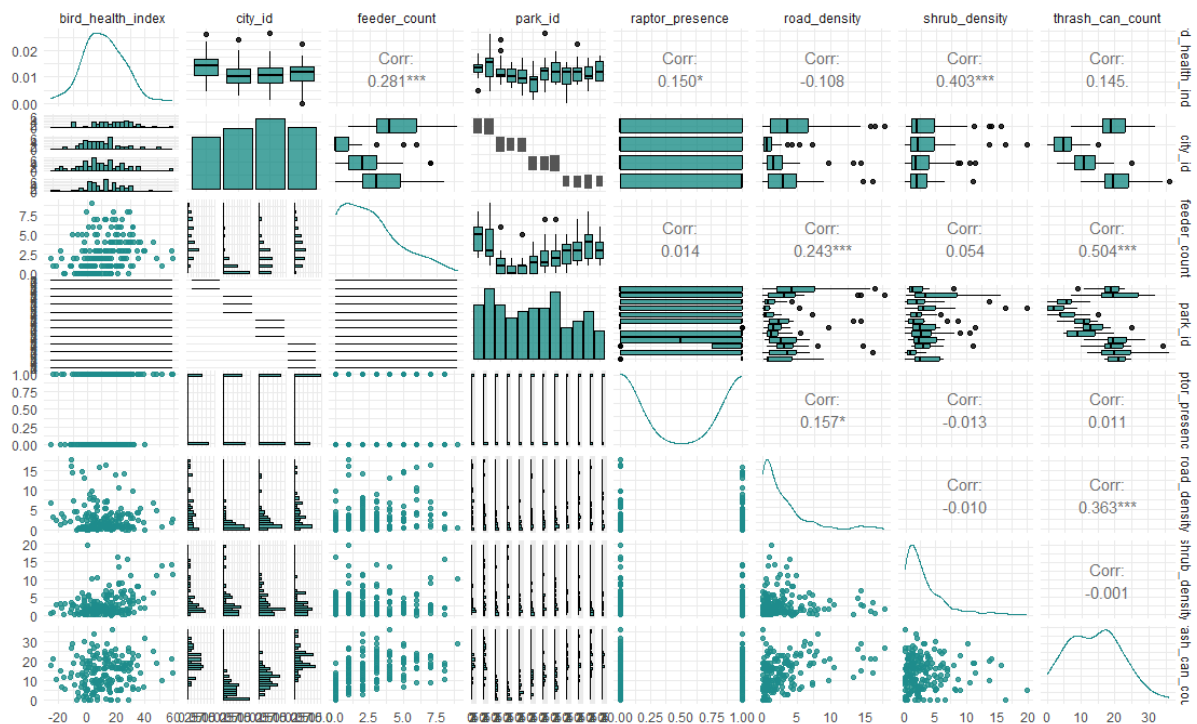 bird_health_index city_id feeder_count park_id raptor_presence road_density shrub_density thrash_can_count
0.02
0.01
0.00
Corr:
0.281***
Corr:
0.150*
Corr:
-0.108
Corr:
0.403***
Corr:
0.145.
d_health_ind
city_id
7.5
5.0
2.5
0.0
Corr:
0.014
Corr:
0.243***
Corr:
0.054
Corr:
0.504***
feeder_count
park_id
1.00
0.75
0.50
0.25
0.00
Corr:
0.157*
Corr:
-0.013
Corr:
0.011
ptor_presenc
15
10
5
0
Corr:
-0.010
Corr:
0.363***
road_density
20
15
10
5
0
Corr:
-0.001
shrub_density
30
20
10
0
rash_can_cou
-20 0 20 40 60
0.0 2.5 5.0 7.5
0.00 0.25 0.50 0.75 1.00
0 5 10 15
0 5 10 15 20
0 10 20 30